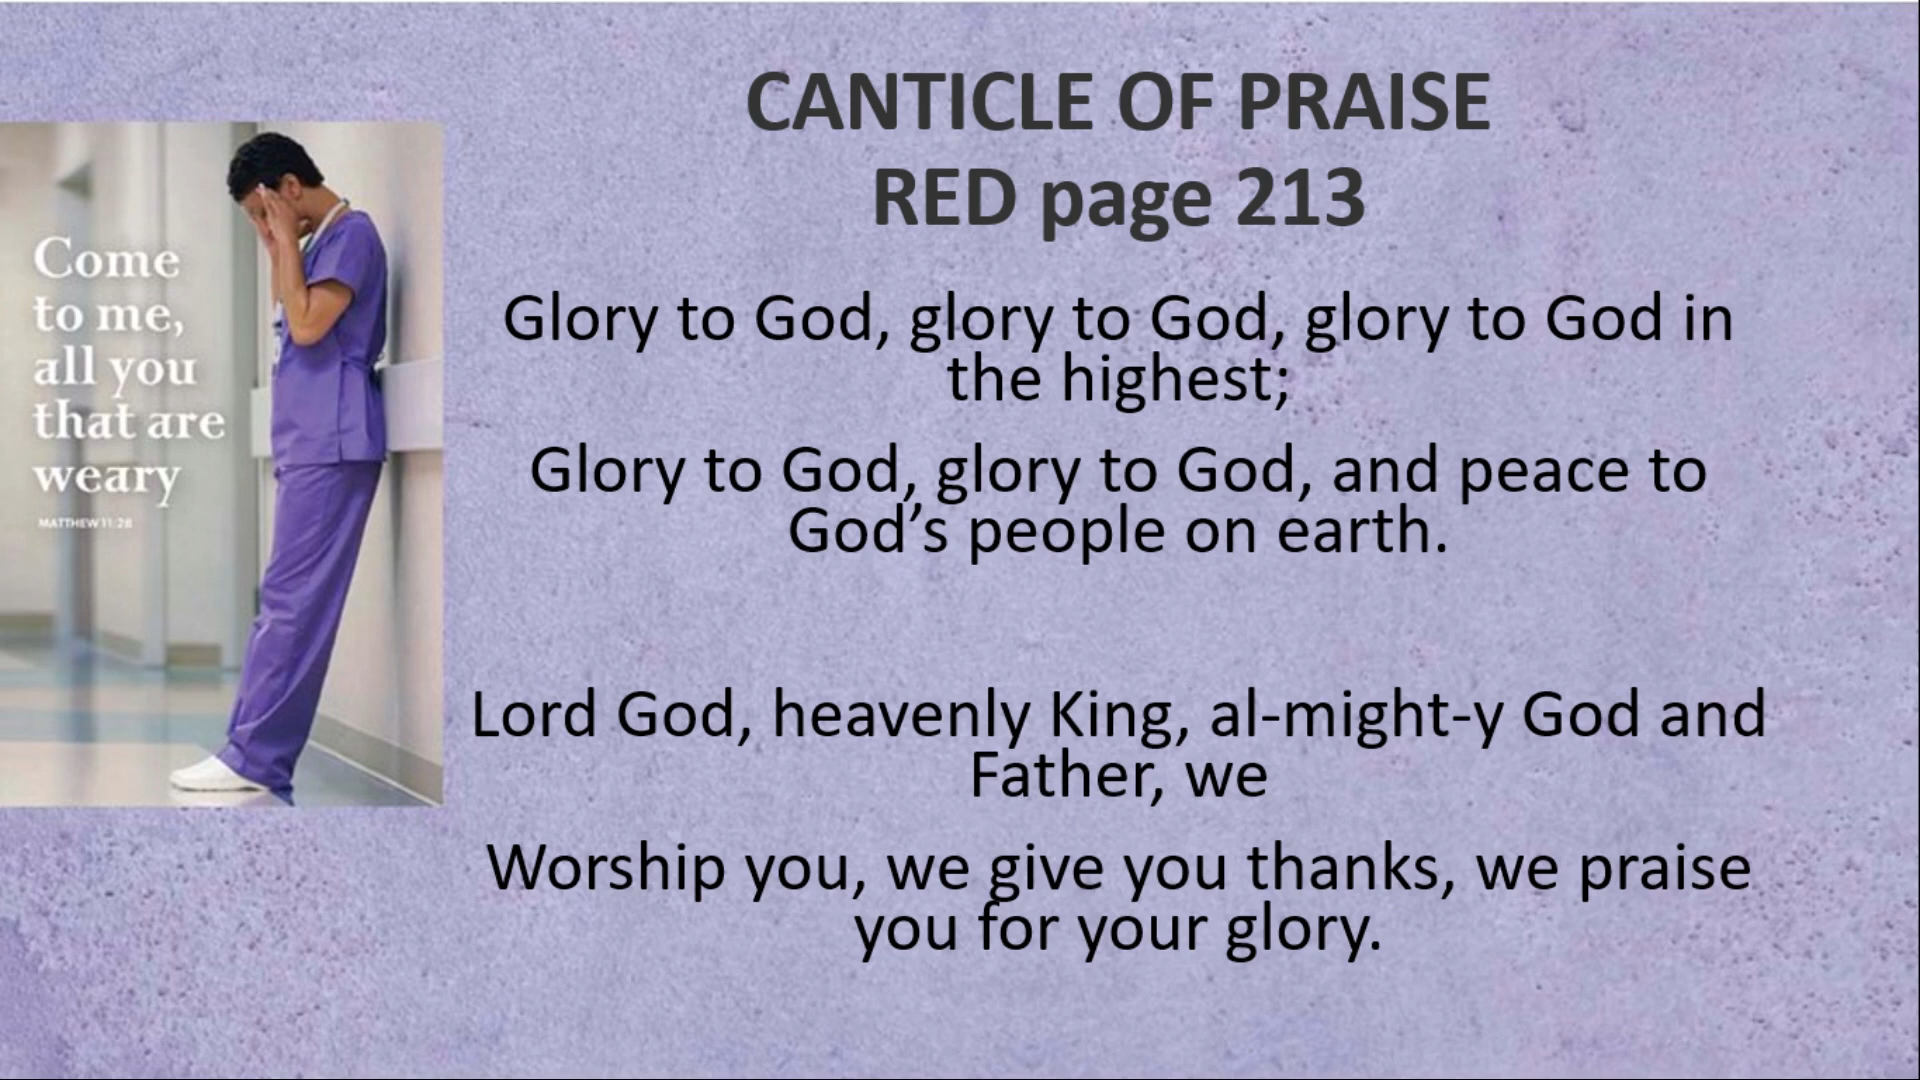 CANTICLE OF PRAISE
RED page 213
Come
to me,
all you
that are
weary
MATTHEW 11:28
Glory to God, glory to God, glory to God in
the highest;
Glory to God, glory to God, and peace to
God’s people on earth.
Lord God, heavenly King, al-might-y God and
Father, we
Worship you, we give you thanks, we praise
you for your glory.